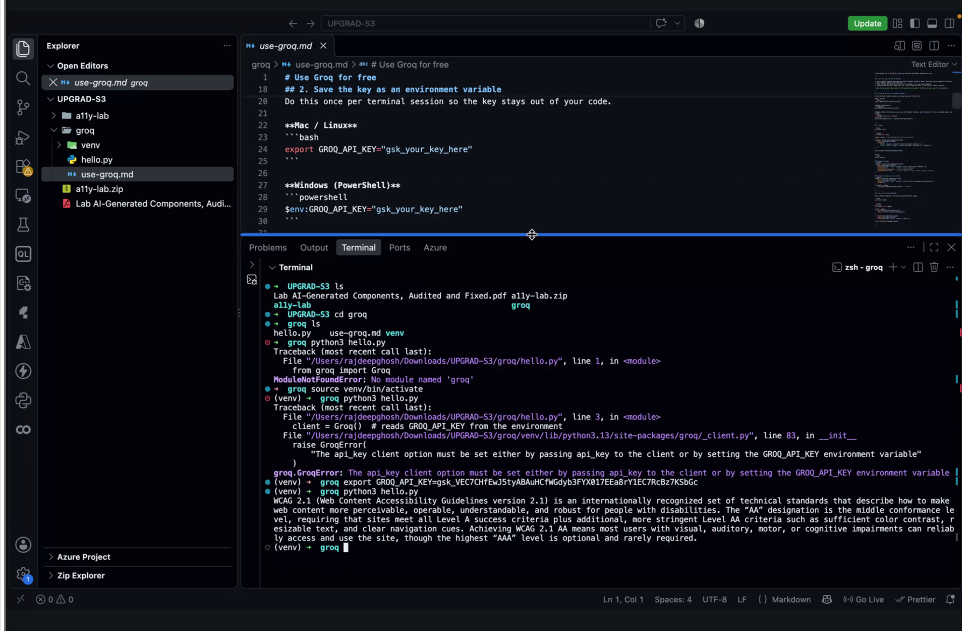 UPGRAD-S3
Update
Explorer
Open Editors
use-groq.md groq
UPGRAD-S3
a11y-lab
groq
venv
hello.py
use-groq.md
a11y-lab.zip
Lab AI-Generated Components, Audi...
Azure Project
Zip Explorer
use-groq.md
groq > use-groq.md > # Use Groq for free
Text Editor
1 # Use Groq for free
18 ## 2. Save the key as an environment variable
20 Do this once per terminal session so the key stays out of your code.
21
22 **Mac / Linux**
23 ```bash
24 export GROQ_API_KEY="gsk_your_key_here"
25 ```
26
27 **Windows (PowerShell)**
28 ```powershell
29 $env:GROQ_API_KEY="gsk_your_key_here"
30 ```
Problems Output Terminal Ports Azure
Terminal
zsh - groq
→ UPGRAD-S3 ls
Lab AI-Generated Components, Audited and Fixed.pdf a11y-lab.zip
a11y-lab groq
→ UPGRAD-S3 cd groq
→ groq ls
hello.py use-groq.md venv
→ groq python3 hello.py
Traceback (most recent call last):
File "/Users/rajdeepghosh/Downloads/UPGRAD-S3/groq/hello.py", line 1, in <module>
from groq import Groq
ModuleNotFoundError: No module named 'groq'
→ groq source venv/bin/activate
(venv) → groq python3 hello.py
Traceback (most recent call last):
File "/Users/rajdeepghosh/Downloads/UPGRAD-S3/groq/hello.py", line 3, in <module>
client = Groq() # reads GROQ_API_KEY from the environment
File "/Users/rajdeepghosh/Downloads/UPGRAD-S3/groq/venv/lib/python3.13/site-packages/groq/_client.py", line 83, in __init__
raise GroqError(
"The api_key client option must be set either by passing api_key to the client or by setting the GROQ_API_KEY environment variable"
)
groq.GroqError: The api_key client option must be set either by passing api_key to the client or by setting the GROQ_API_KEY environment variable
(venv) → groq export GROQ_API_KEY=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
(venv) → groq python3 hello.py
WCAG 2.1 (Web Content Accessibility Guidelines version 2.1) is an internationally recognized set of technical standards that describe how to make
web content more perceivable, operable, understandable, and robust for people with disabilities. The “AA” designation is the middle conformance le
vel, requiring that sites meet all Level A success criteria plus additional, more stringent Level AA criteria such as sufficient color contrast, r
esizable text, and clear navigation cues. Achieving WCAG 2.1 AA means most users with visual, auditory, motor, or cognitive impairments can reliab
ly access and use the site, though the highest “AAA” level is optional and rarely required.
(venv) → groq
0 0
Ln 1, Col 1 Spaces: 4 UTF-8 LF { } Markdown Go Live Prettier